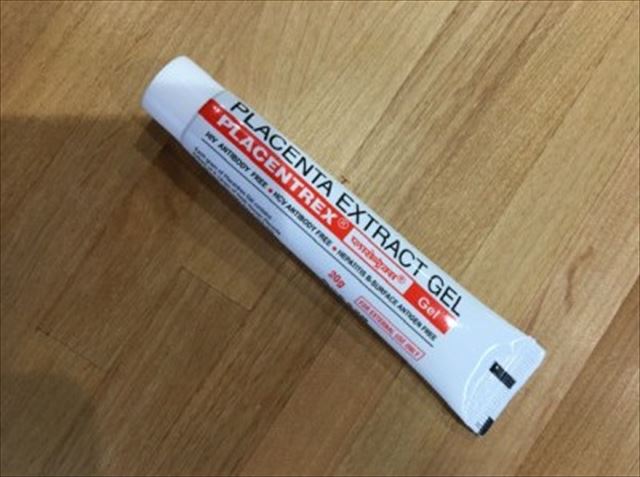 PLACENTA EXTRACT GEL
"PLACENTREX® प्लासेन्ट्रेक्स® Gel
HIV ANTIBODY FREE • HCV ANTIBODY FREE • HEPATITIS B SURFACE ANTIGEN FREE
20g
FOR EXTERNAL USE ONLY